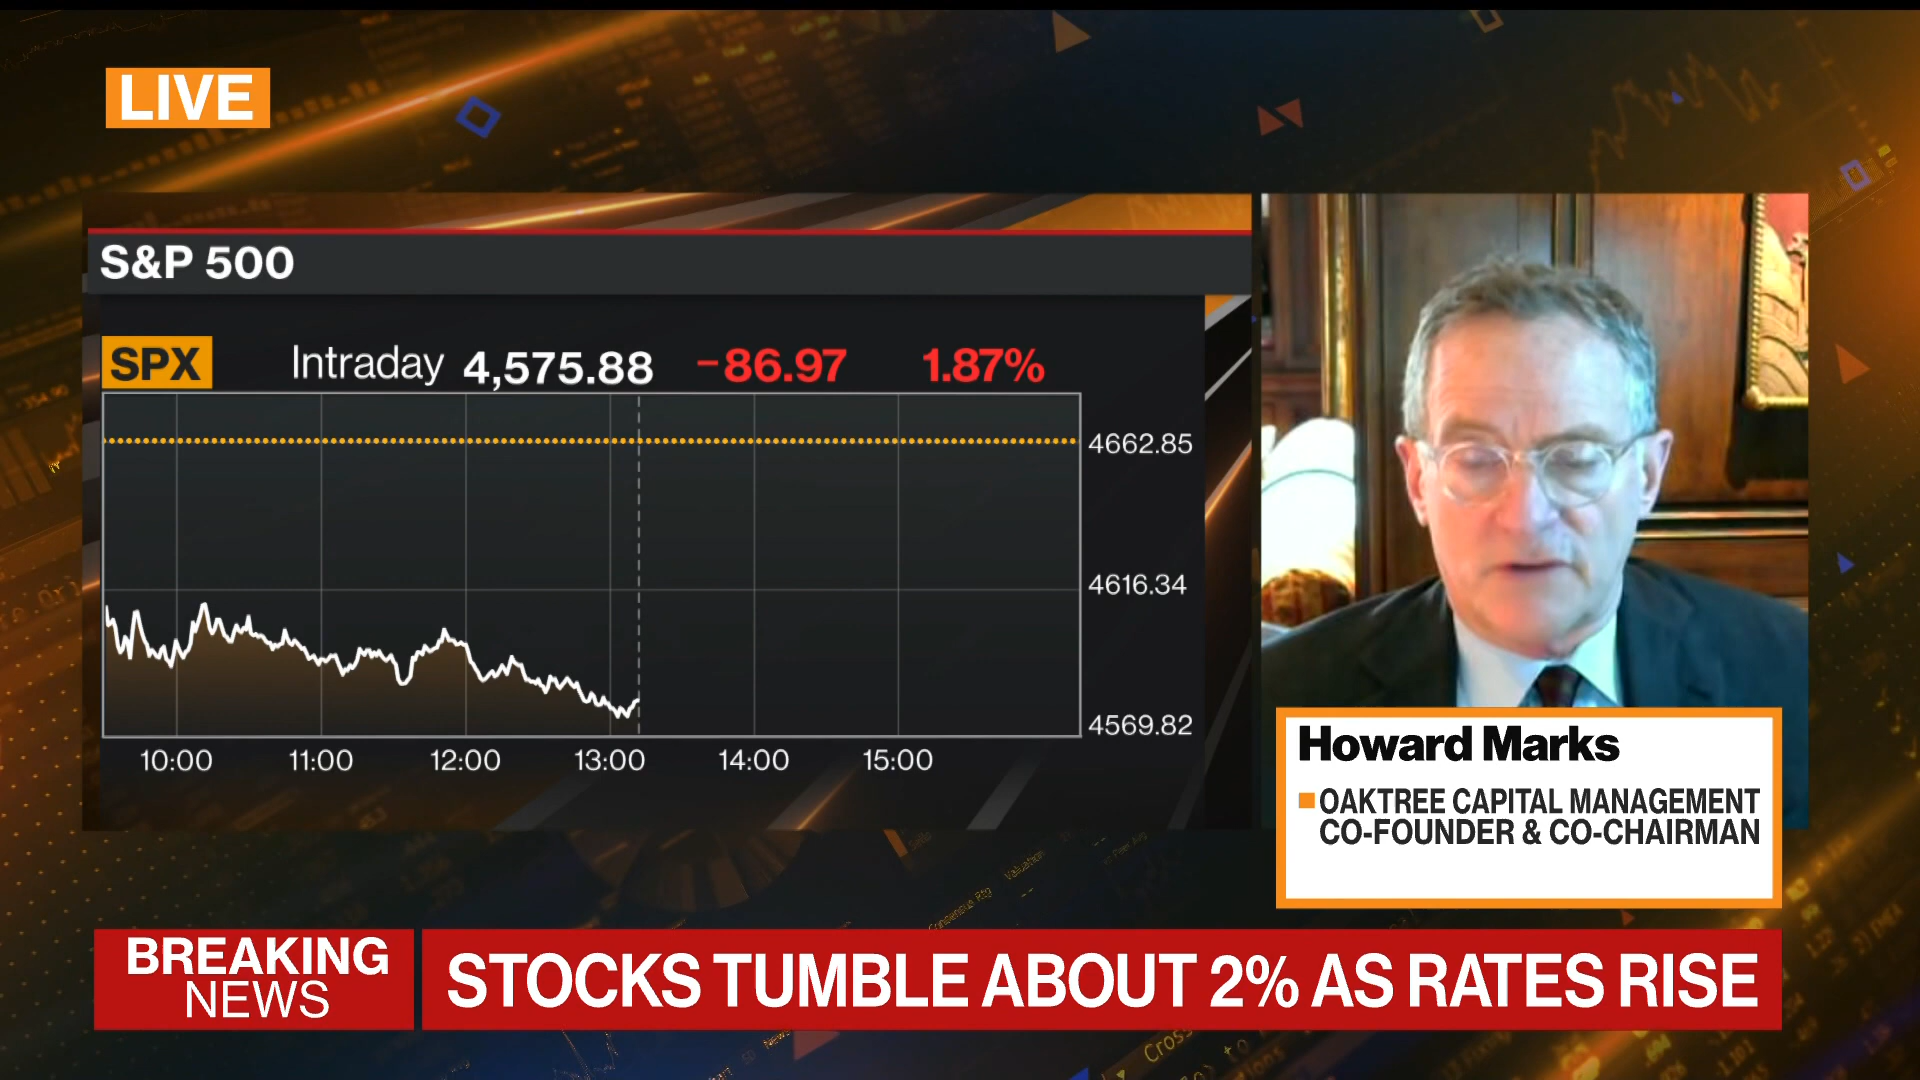 LIVE
S&P 500
SPX Intraday 4,575.88 -86.97 1.87%
4662.85
4616.34
4569.82
10:00 11:00 12:00 13:00 14:00 15:00
Howard Marks
OAKTREE CAPITAL MANAGEMENT
CO-FOUNDER & CO-CHAIRMAN
BREAKING
NEWS
STOCKS TUMBLE ABOUT 2% AS RATES RISE